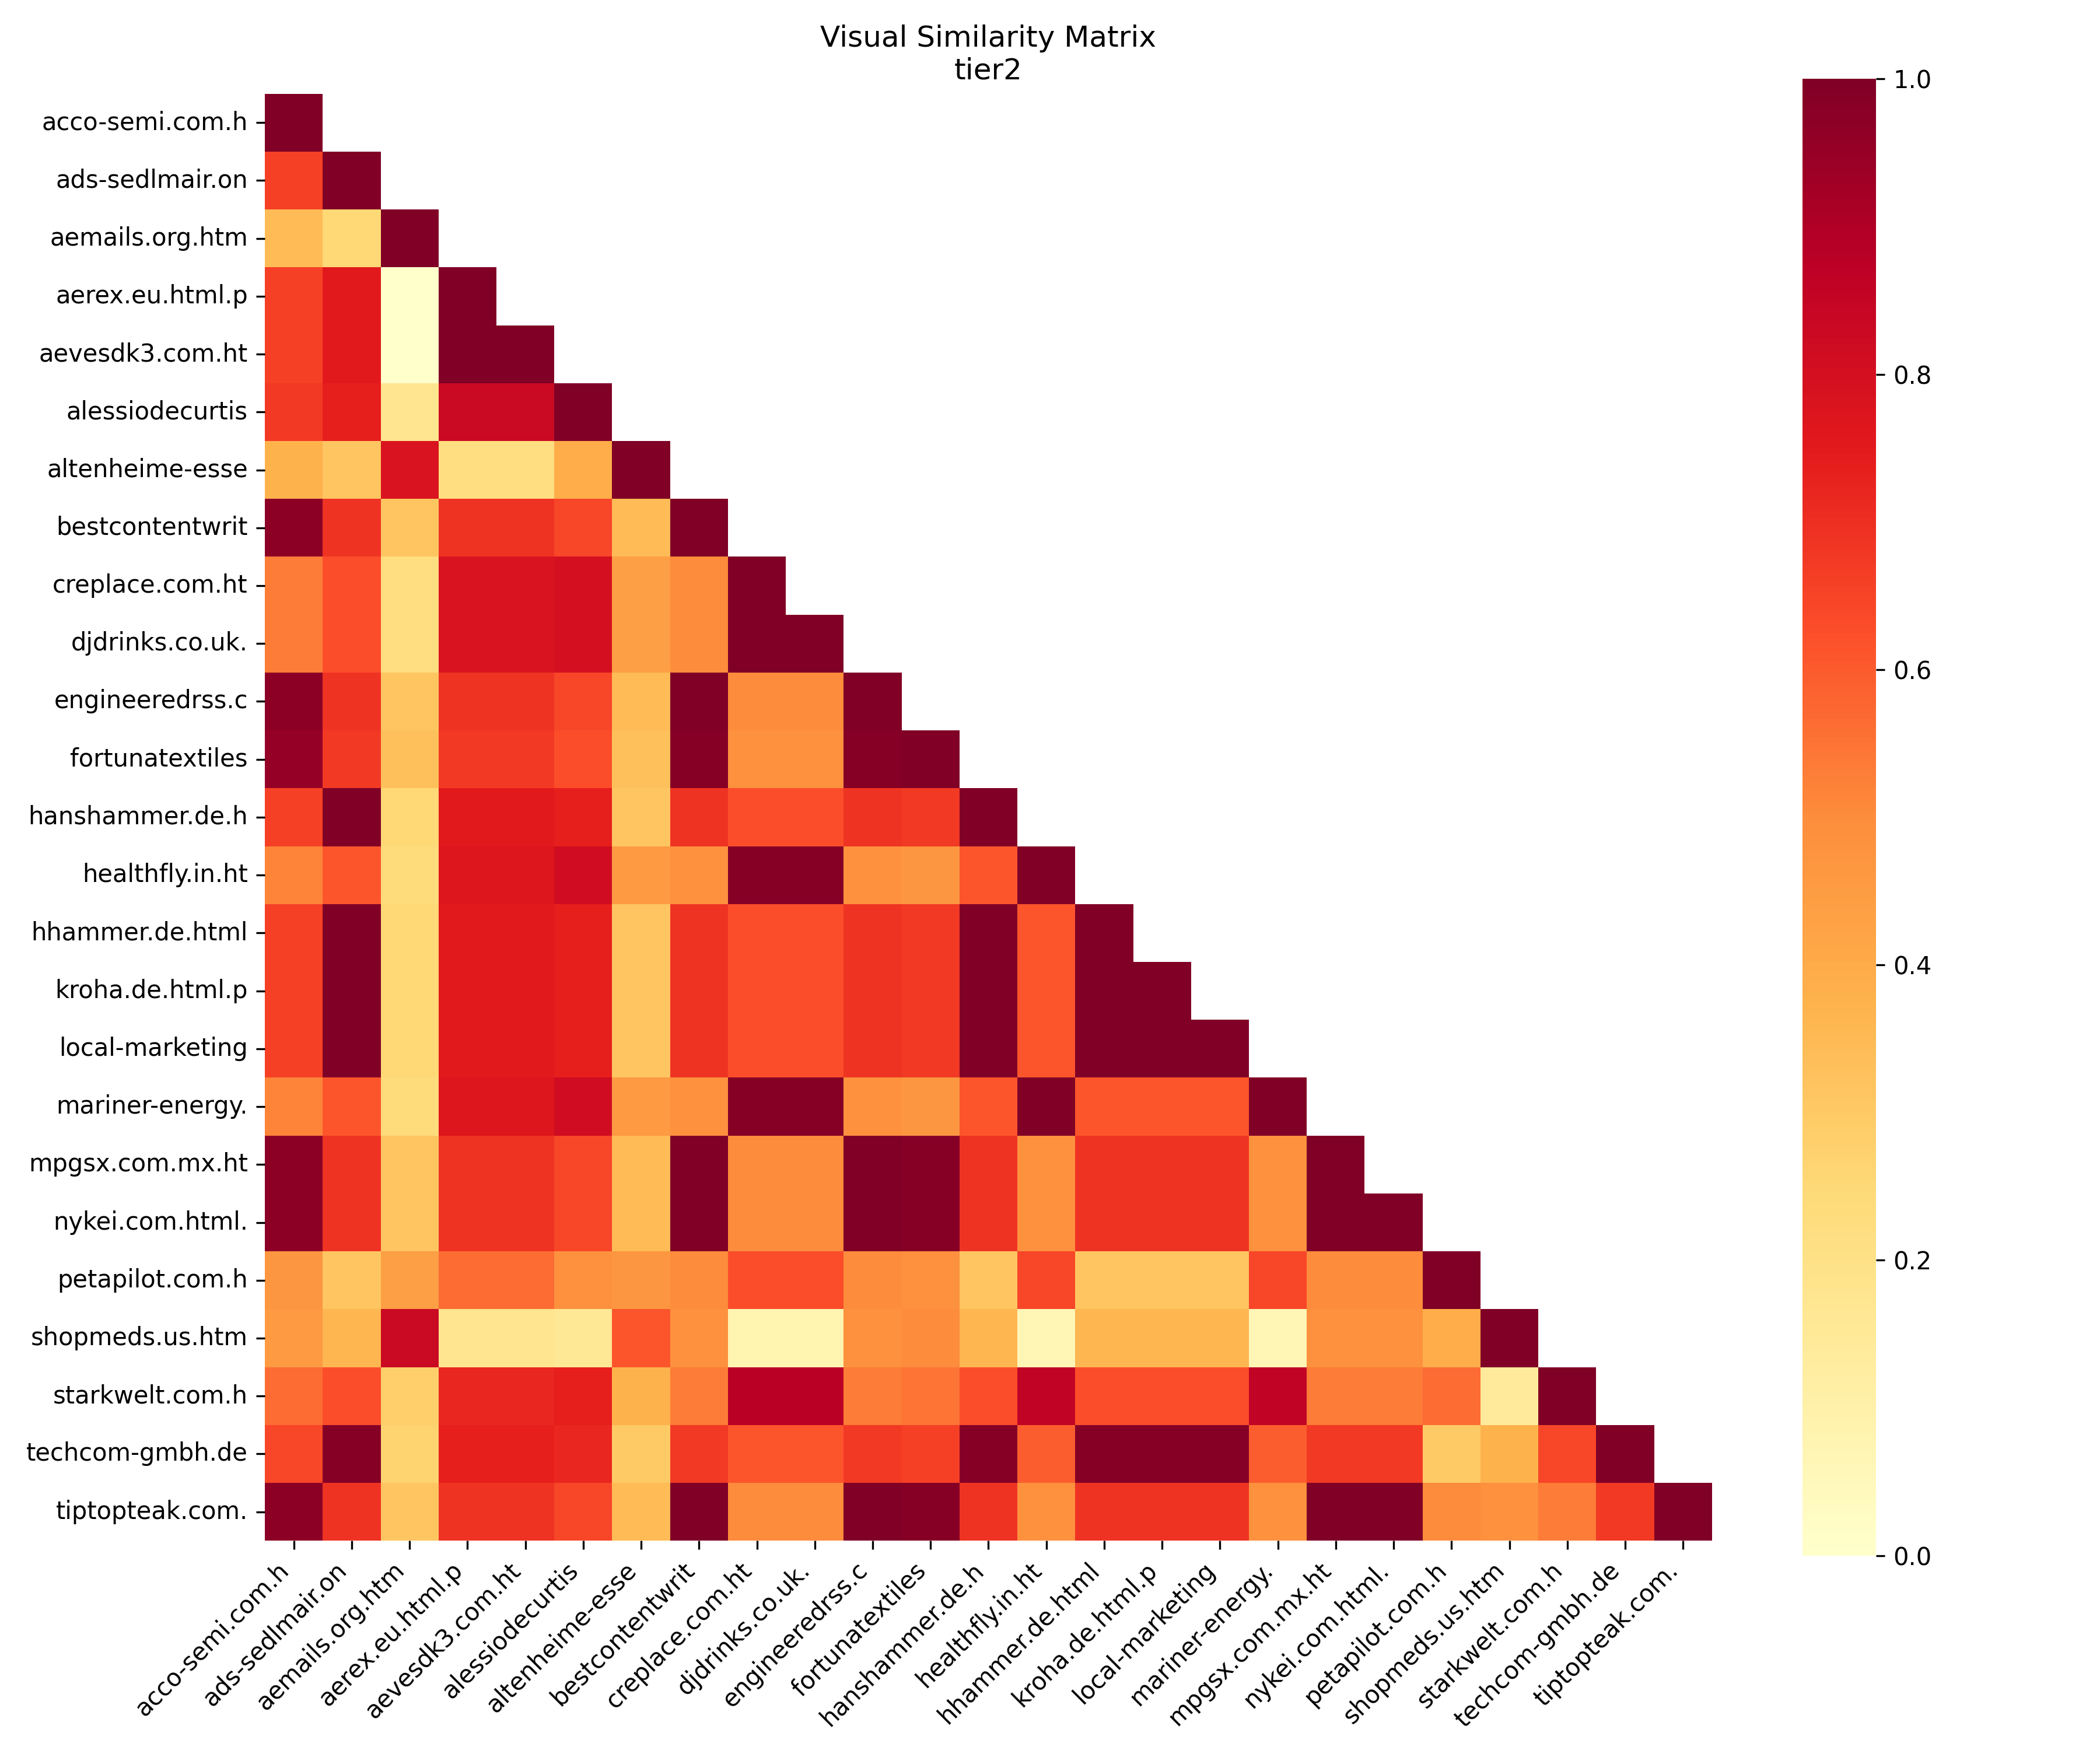 Visual Similarity Matrix
tier2
acco-semi.com.h
ads-sedlmair.on
aemails.org.htm
aerex.eu.html.p
aevesdk3.com.ht
alessiodecurtis
altenheime-esse
bestcontentwrit
creplace.com.ht
djdrinks.co.uk.
engineeredrss.c
fortunatextiles
hanshammer.de.h
healthfly.in.ht
hhammer.de.html
kroha.de.html.p
local-marketing
mariner-energy.
mpgsx.com.mx.ht
nykei.com.html.
petapilot.com.h
shopmeds.us.htm
starkwelt.com.h
techcom-gmbh.de
tiptopteak.com.
acco-semi.com.h
ads-sedlmair.on
aemails.org.htm
aerex.eu.html.p
aevesdk3.com.ht
alessiodecurtis
altenheime-esse
bestcontentwrit
creplace.com.ht
djdrinks.co.uk.
engineeredrss.c
fortunatextiles
hanshammer.de.h
healthfly.in.ht
hhammer.de.html
kroha.de.html.p
local-marketing
mariner-energy.
mpgsx.com.mx.ht
nykei.com.html.
petapilot.com.h
shopmeds.us.htm
starkwelt.com.h
techcom-gmbh.de
tiptopteak.com.
1.0
0.8
0.6
0.4
0.2
0.0